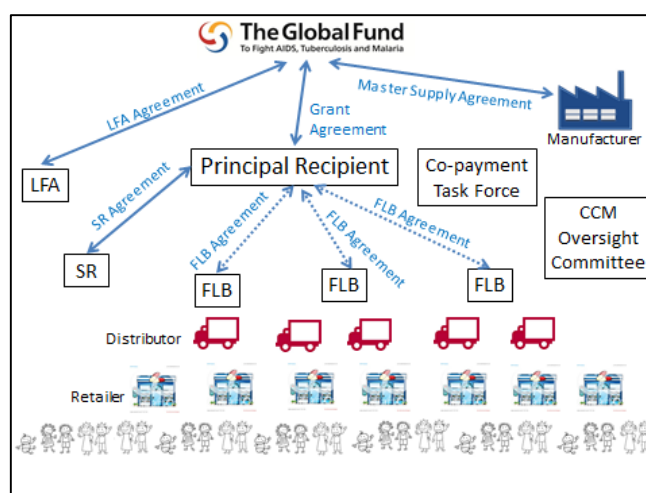 The Global Fund
To Fight AIDS, Tuberculosis and Malaria
LFA Agreement
Grant
Agreement
Master Supply Agreement
Manufacturer
LFA
SR Agreement
Principal Recipient
Co-payment
Task Force
CCM
Oversight
Committee
SR
FLB Agreement
FLB Agreement
FLB Agreement
FLB
FLB
FLB
Distributor
Retailer